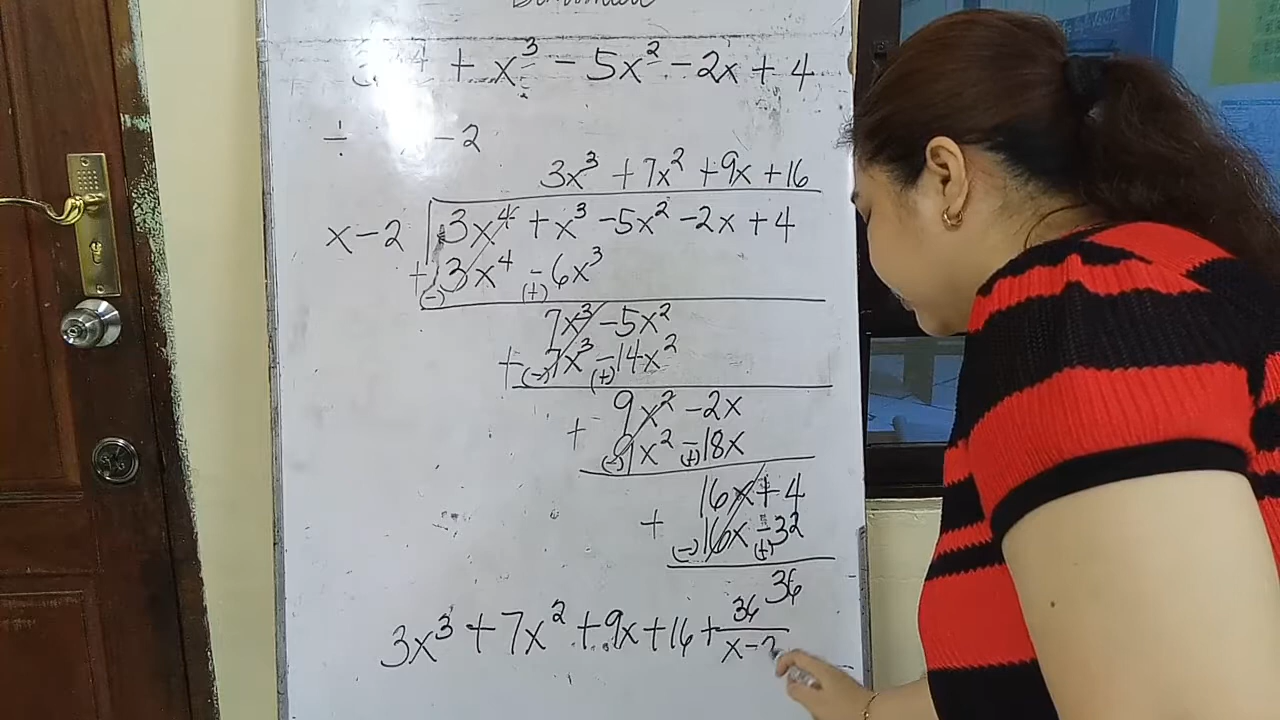 + x³ - 5x² - 2x + 4
÷ - 2
3x³ + 7x² + 9x + 16
x - 2 3x⁴ + x³ - 5x² - 2x + 4
+ (-) 3x⁴ (+) - 6x³
7x³ - 5x²
+ (-) 7x³ (+) - 14x²
9x² - 2x
+ (-) 9x² (+) - 18x
16x + 4
+ (-) 16x (+) - 32
36
3x³ + 7x² + 9x + 16 + 36/x-2